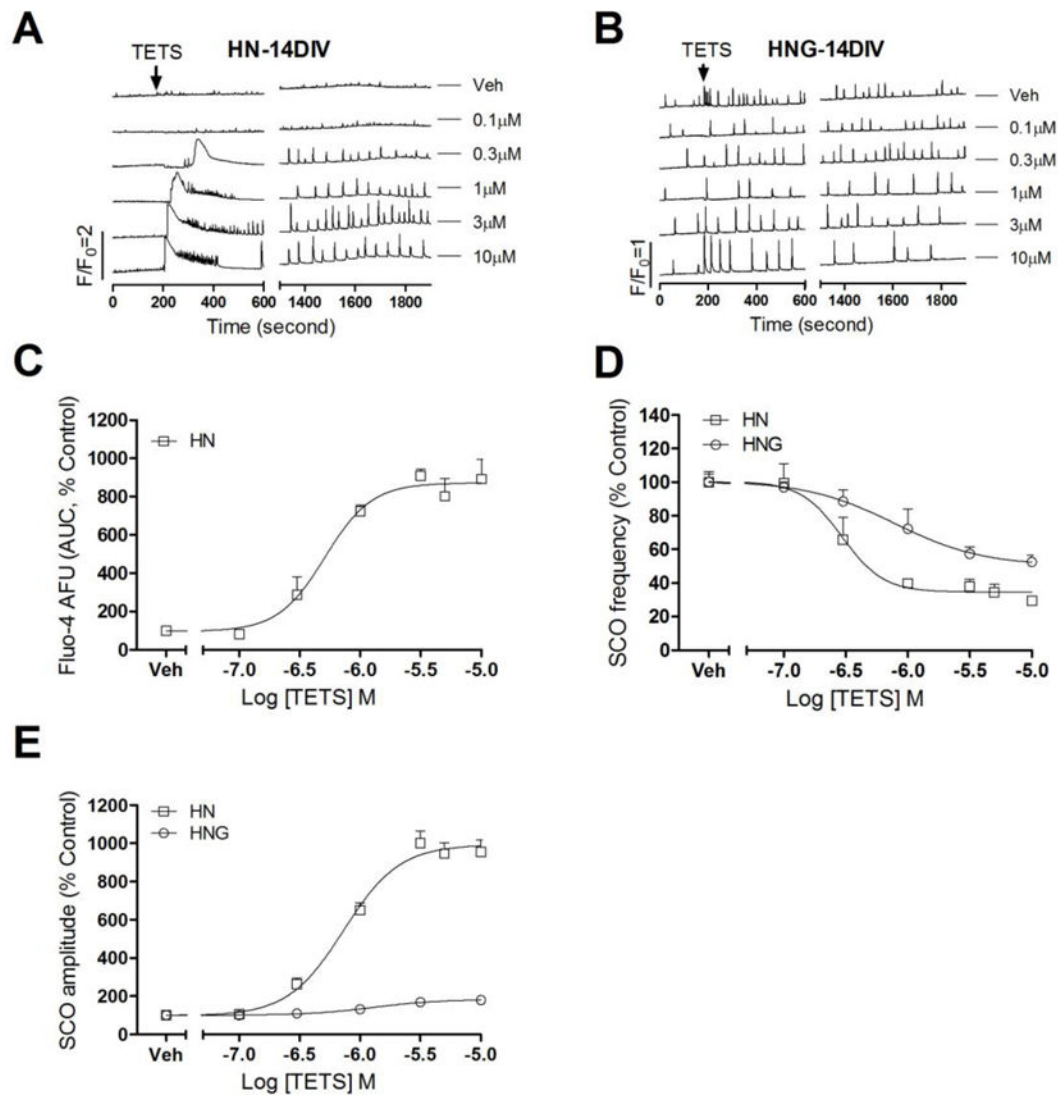 A
TETS
HN-14DIV
Veh
0.1μM
0.3μM
1μM
3μM
10μM
F/F0=2
0 200 400 600 1400 1600 1800
Time (second)
B
TETS
HNG-14DIV
Veh
0.1μM
0.3μM
1μM
3μM
10μM
F/F0=1
0 200 400 600 1400 1600 1800
Time (second)
C
Fluo-4 AFU (AUC, % Control)
1200
1000
800
600
400
200
0
HN
Veh -7.0 -6.5 -6.0 -5.5 -5.0
Log [TETS] M
D
SCO frequency (% Control)
140
120
100
80
60
40
20
0
HN
HNG
Veh -7.0 -6.5 -6.0 -5.5 -5.0
Log [TETS] M
E
SCO amplitude (% Control)
1200
1000
800
600
400
200
0
HN
HNG
Veh -7.0 -6.5 -6.0 -5.5 -5.0
Log [TETS] M